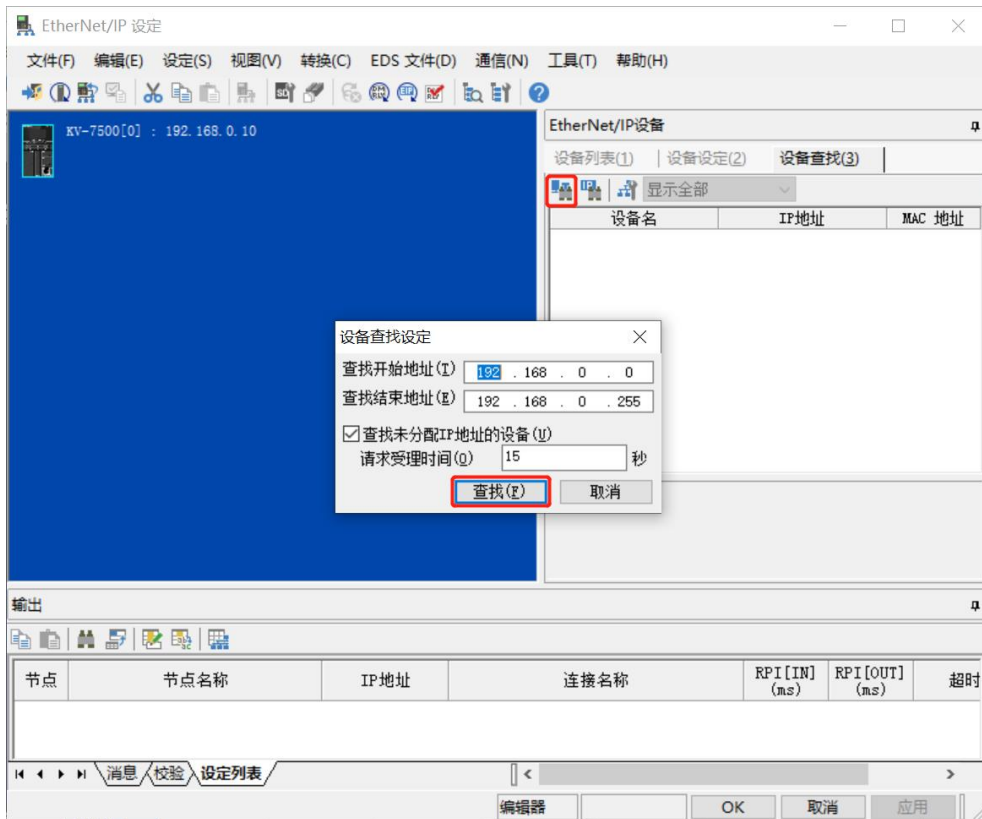 EtherNet/IP 设定
文件(F) 编辑(E) 设定(S) 视图(V) 转换(C) EDS 文件(D) 通信(N) 工具(T) 帮助(H)
KV-7500[0] : 192.168.0.10
EtherNet/IP设备
设备列表(1) 设备设定(2) 设备查找(3)
显示全部
设备名 IP地址 MAC 地址
设备查找设定
查找开始地址(T) 192 . 168 . 0 . 0
查找结束地址(E) 192 . 168 . 0 . 255
查找未分配IP地址的设备(U)
请求受理时间(O) 15 秒
查找(F) 取消
输出
节点 节点名称 IP地址 连接名称 RPI[IN] (ms) RPI[OUT] (ms) 超时
消息 校验 设定列表
编辑器 OK 取消 应用